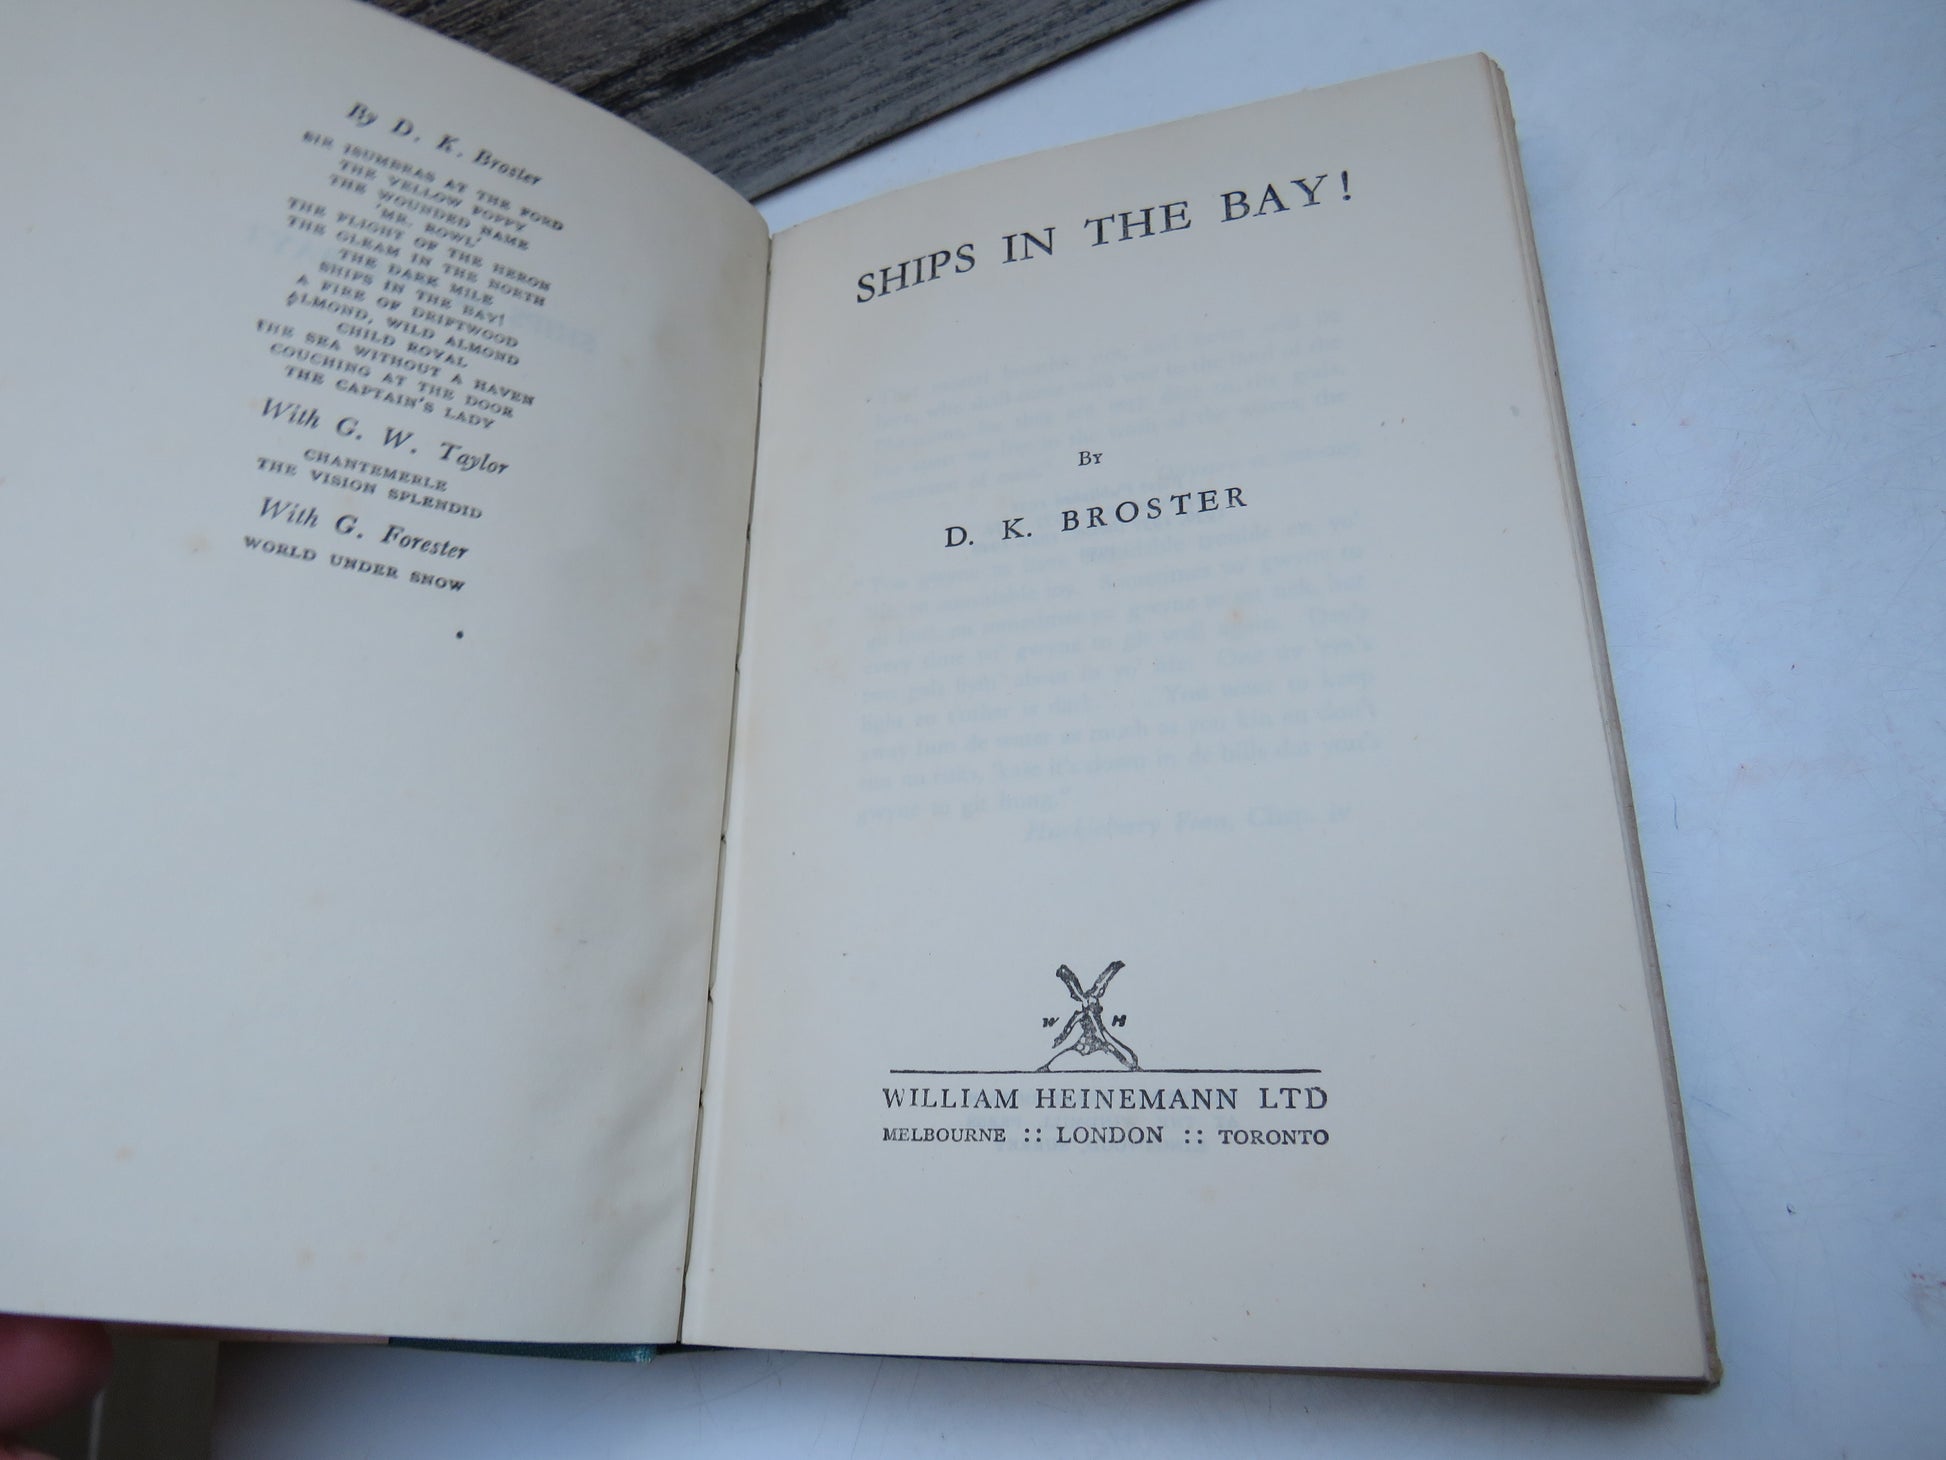 By D. K. Broster
SIR ISUMBRAS AT THE FORD
THE YELLOW POPPY
THE WOUNDED NAME
'MR. ROWL'
THE FLIGHT OF THE HERON
THE GLEAM IN THE NORTH
THE DARK MILE
SHIPS IN THE BAY!
A FIRE OF DRIFTWOOD
ALMOND, WILD ALMOND
CHILD ROYAL
THE SEA WITHOUT A HAVEN
COUCHING AT THE DOOR
THE CAPTAIN'S LADY
With G. W. Taylor
CHANTEMERLE
THE VISION SPLENDID
With G. Forester
WORLD UNDER SNOW
SHIPS IN THE BAY!
BY
D. K. BROSTER
W H
WILLIAM HEINEMANN LTD
MELBOURNE :: LONDON :: TORONTO